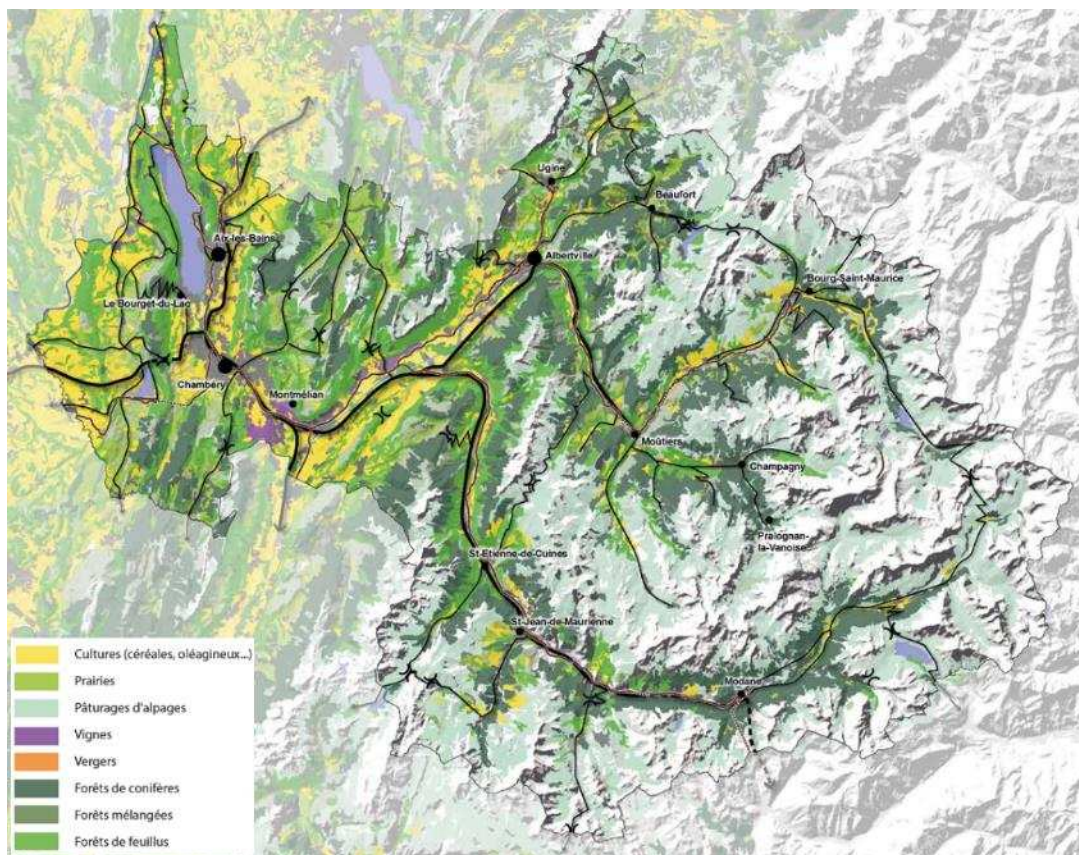 Ugine
Beaufort
Aix-les-Bains
Albertville
Bourg-Saint-Maurice
Le Bourget-du-Lac
Chambéry
Montmélian
Moûtiers
Champagny
Pralognan-
la-Vanoise
St-Etienne-de-Cuines
St-Jean-de-Maurienne
Modane
Cultures (céréales, oléagineux...)
Prairies
Pâturages d'alpages
Vignes
Vergers
Forêts de conifères
Forêts mélangées
Forêts de feuillus